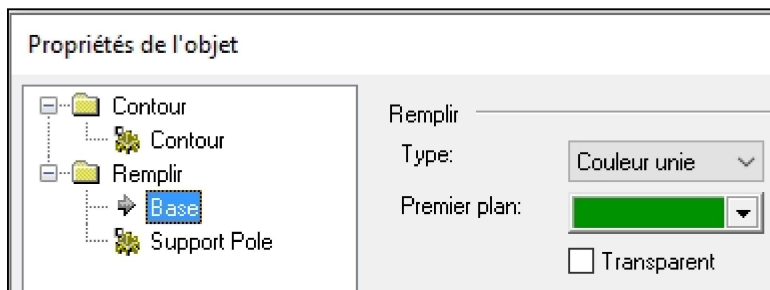 Propriétés de l'objet
Contour
Contour
Remplir
Base
Support Pole
Remplir
Type:
Couleur unie
Premier plan:
Transparent